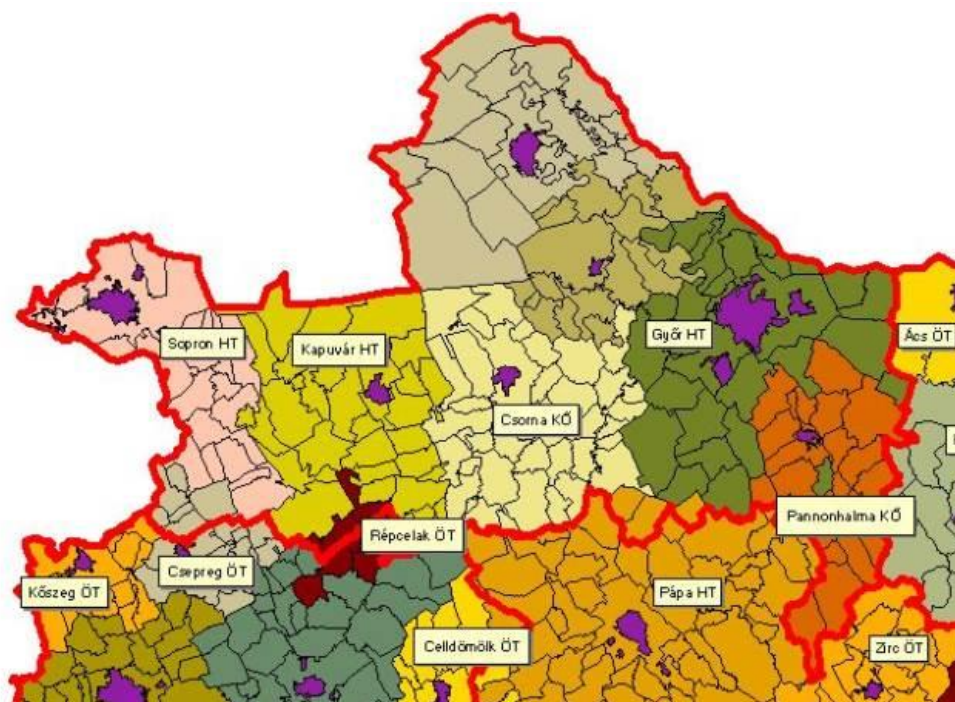 Sopron HT
Kapuvár HT
Győr HT
Ács ÖT
Csorna KŐ
Pannonhalma KŐ
Répcelak ÖT
Csepreg ÖT
Kőszeg ÖT
Pápa HT
Celldömölk ÖT
Zirc ÖT